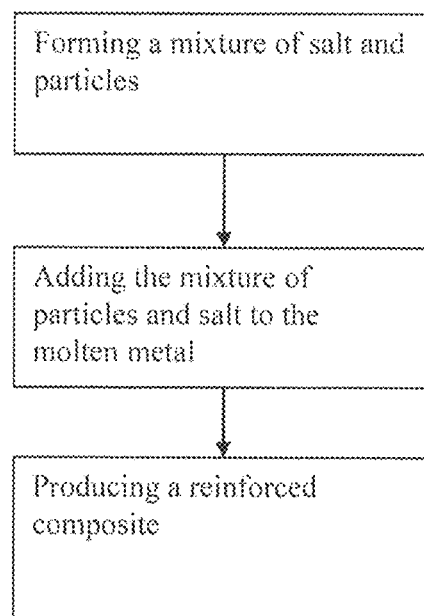 Forming a mixture of salt and
particles
Adding the mixture of
particles and salt to the
molten metal
Producing a reinforced
composite